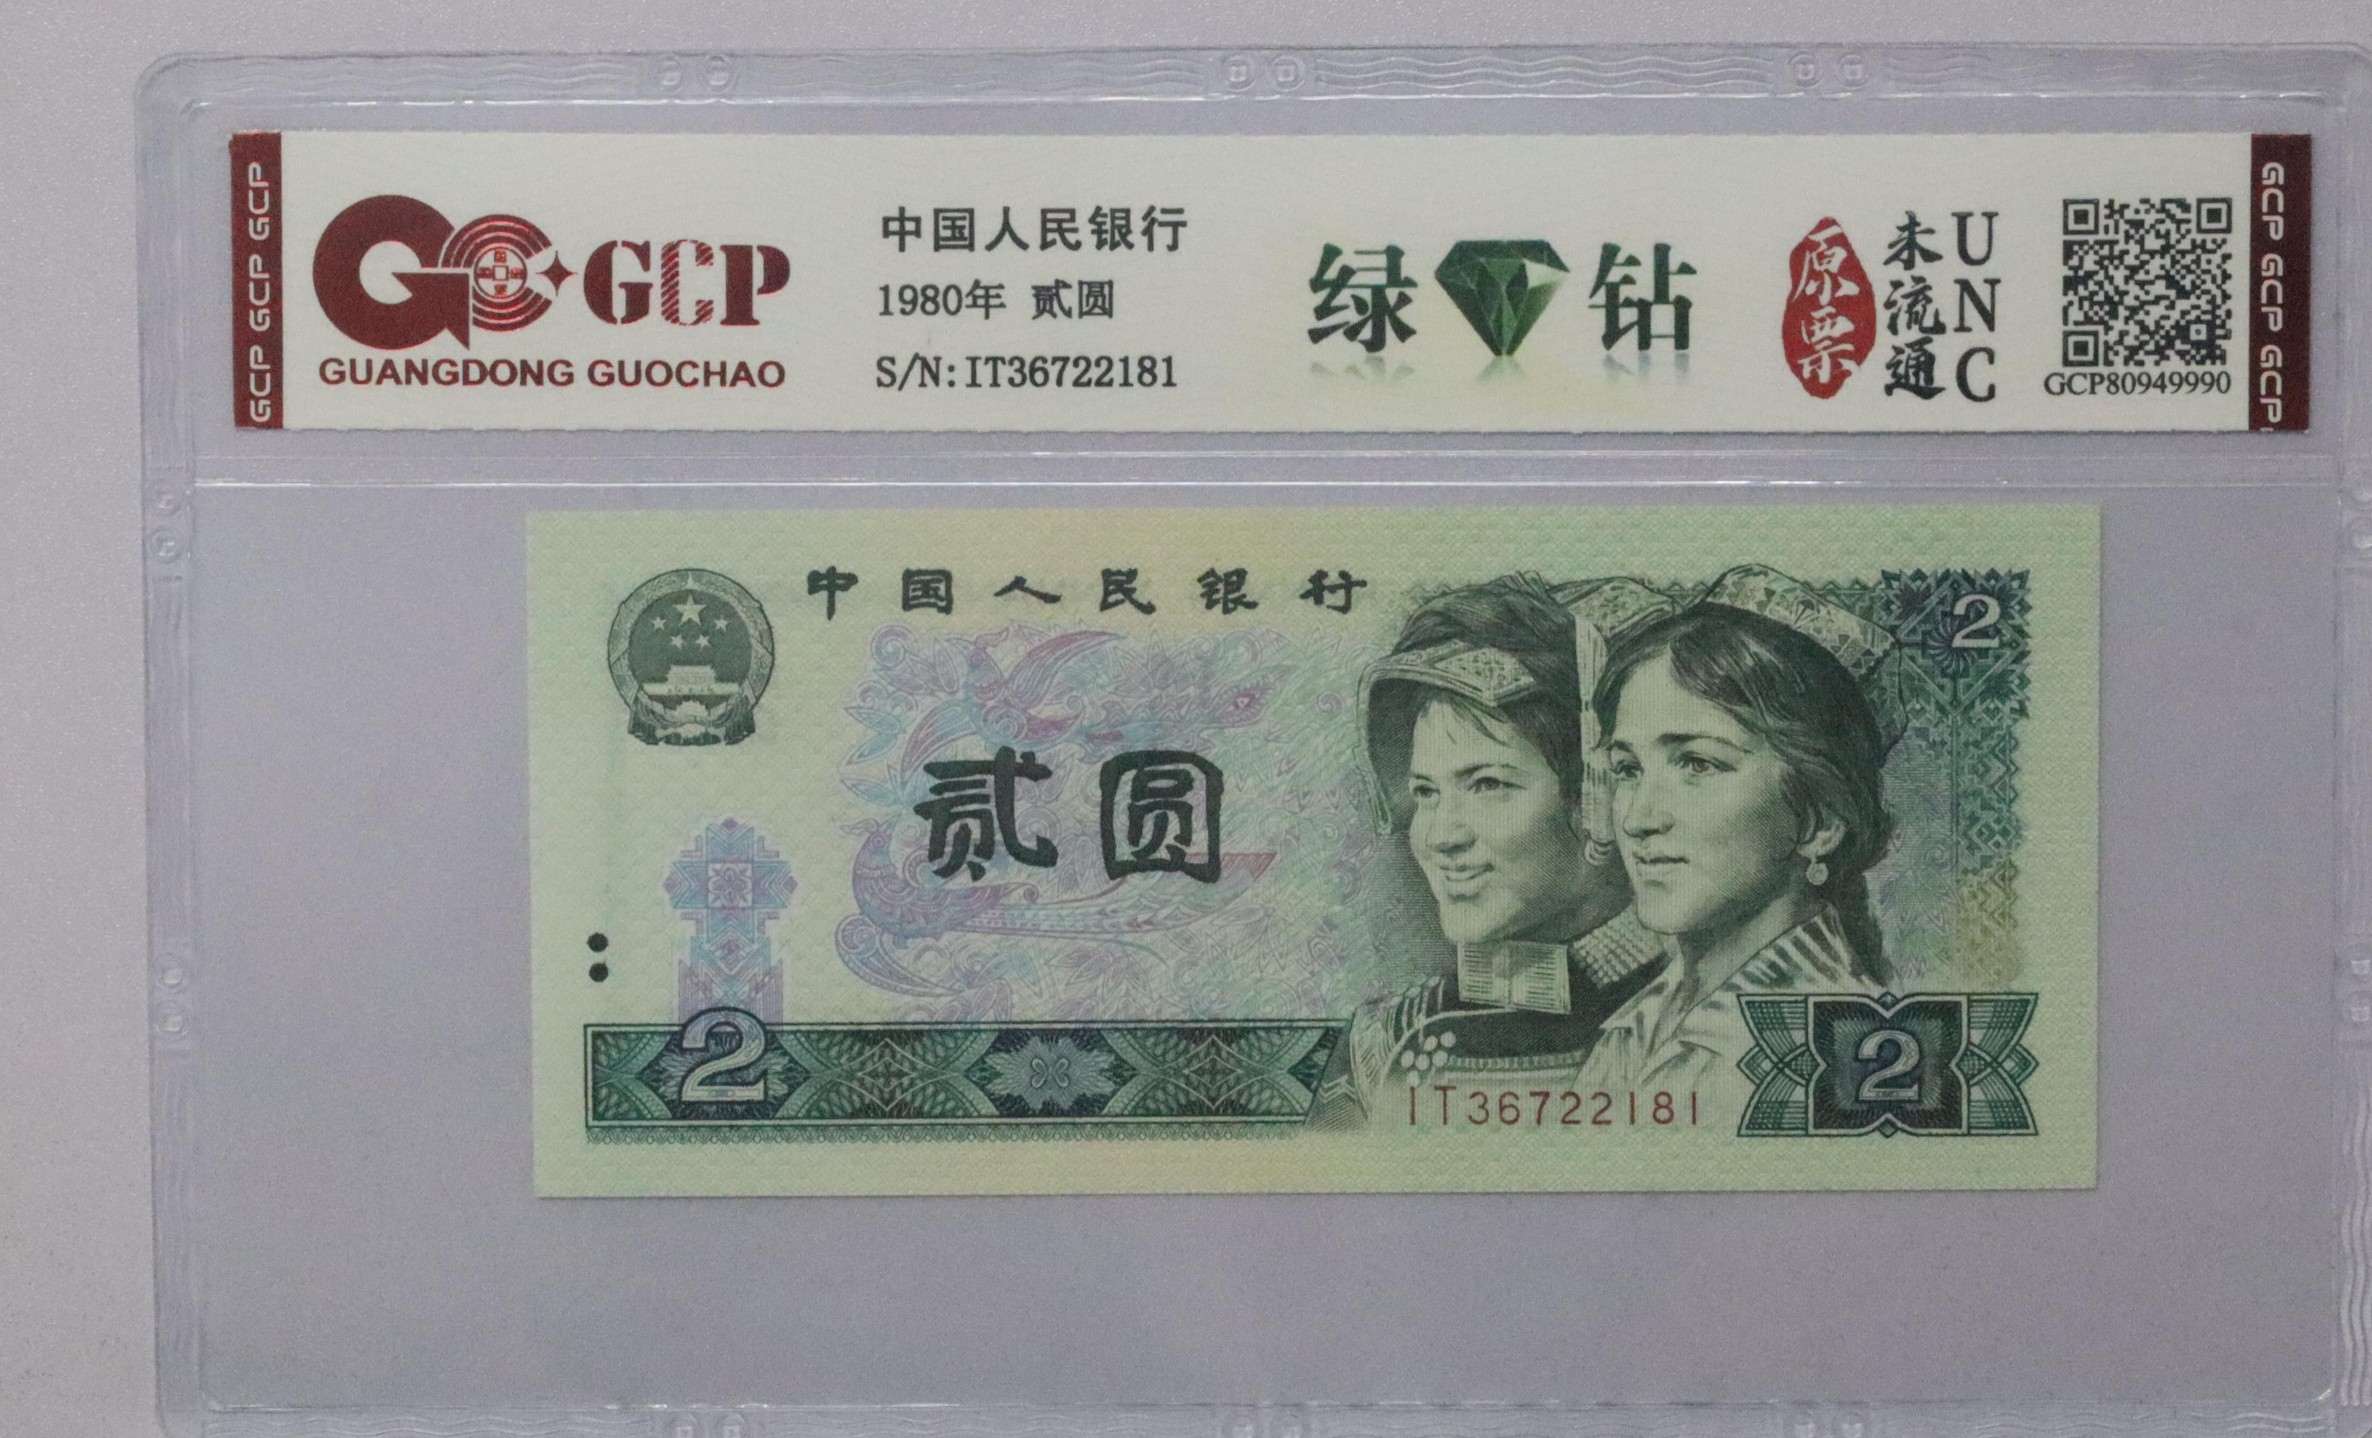 GCP GCP GCP
GCP
GUANGDONG GUOCHAO
中国人民银行
1980年 贰圆
S/N:IT36722181
绿钻
原票
未流通
UNC
GCP80949990
GCP GCP GCP
中国人民银行
2
贰圆
2
IT36722181
2